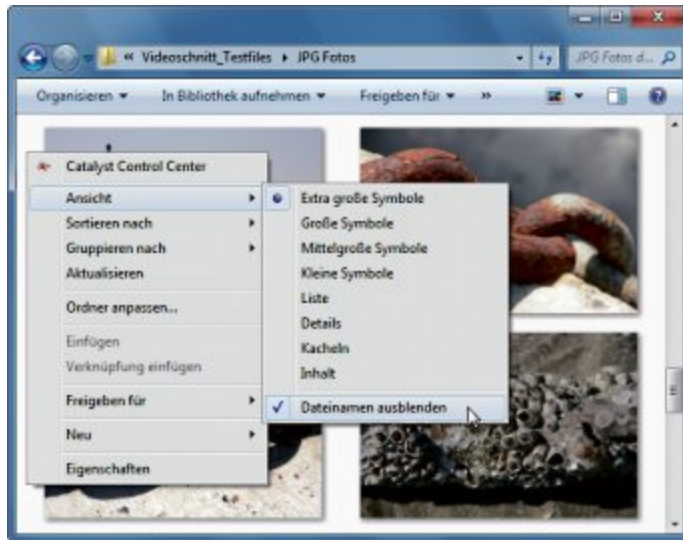 « Videoschnitt_Testfiles ▸ JPG Fotos
JPG Fotos d...
Organisieren
In Bibliothek aufnehmen
Freigeben für
»
Catalyst Control Center
Ansicht
Sortieren nach
Gruppieren nach
Aktualisieren
Ordner anpassen...
Einfügen
Verknüpfung einfügen
Freigeben für
Neu
Eigenschaften
Extra große Symbole
Große Symbole
Mittelgroße Symbole
Kleine Symbole
Liste
Details
Kacheln
Inhalt
Dateinamen ausblenden